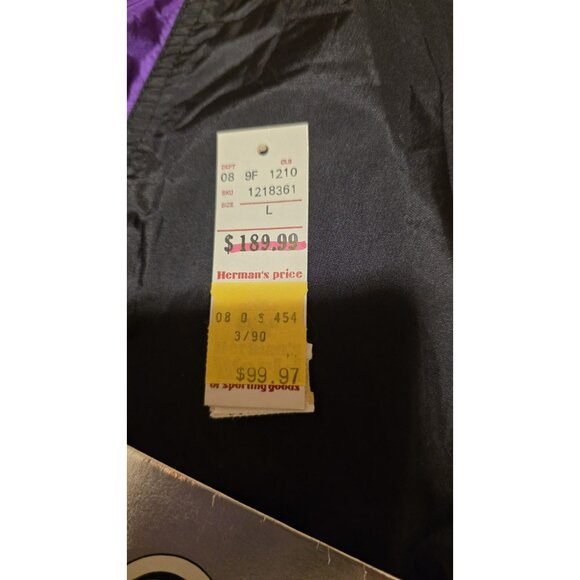 DEPT CLS
08 9F 1210
SKU 1218361
SIZE L
$189.99
Herman's price
08 0 S 454
3/90
$99.97
of sporting goods